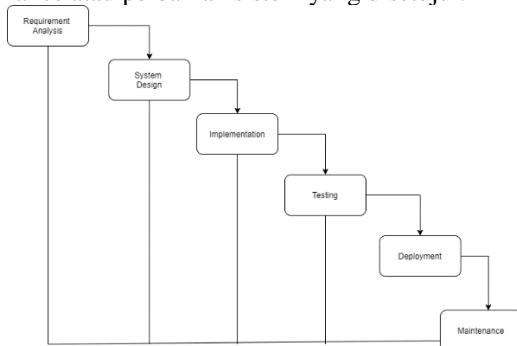 Requirement
Analysis
System
Design
Implementation
Testing
Deployment
Maintenance